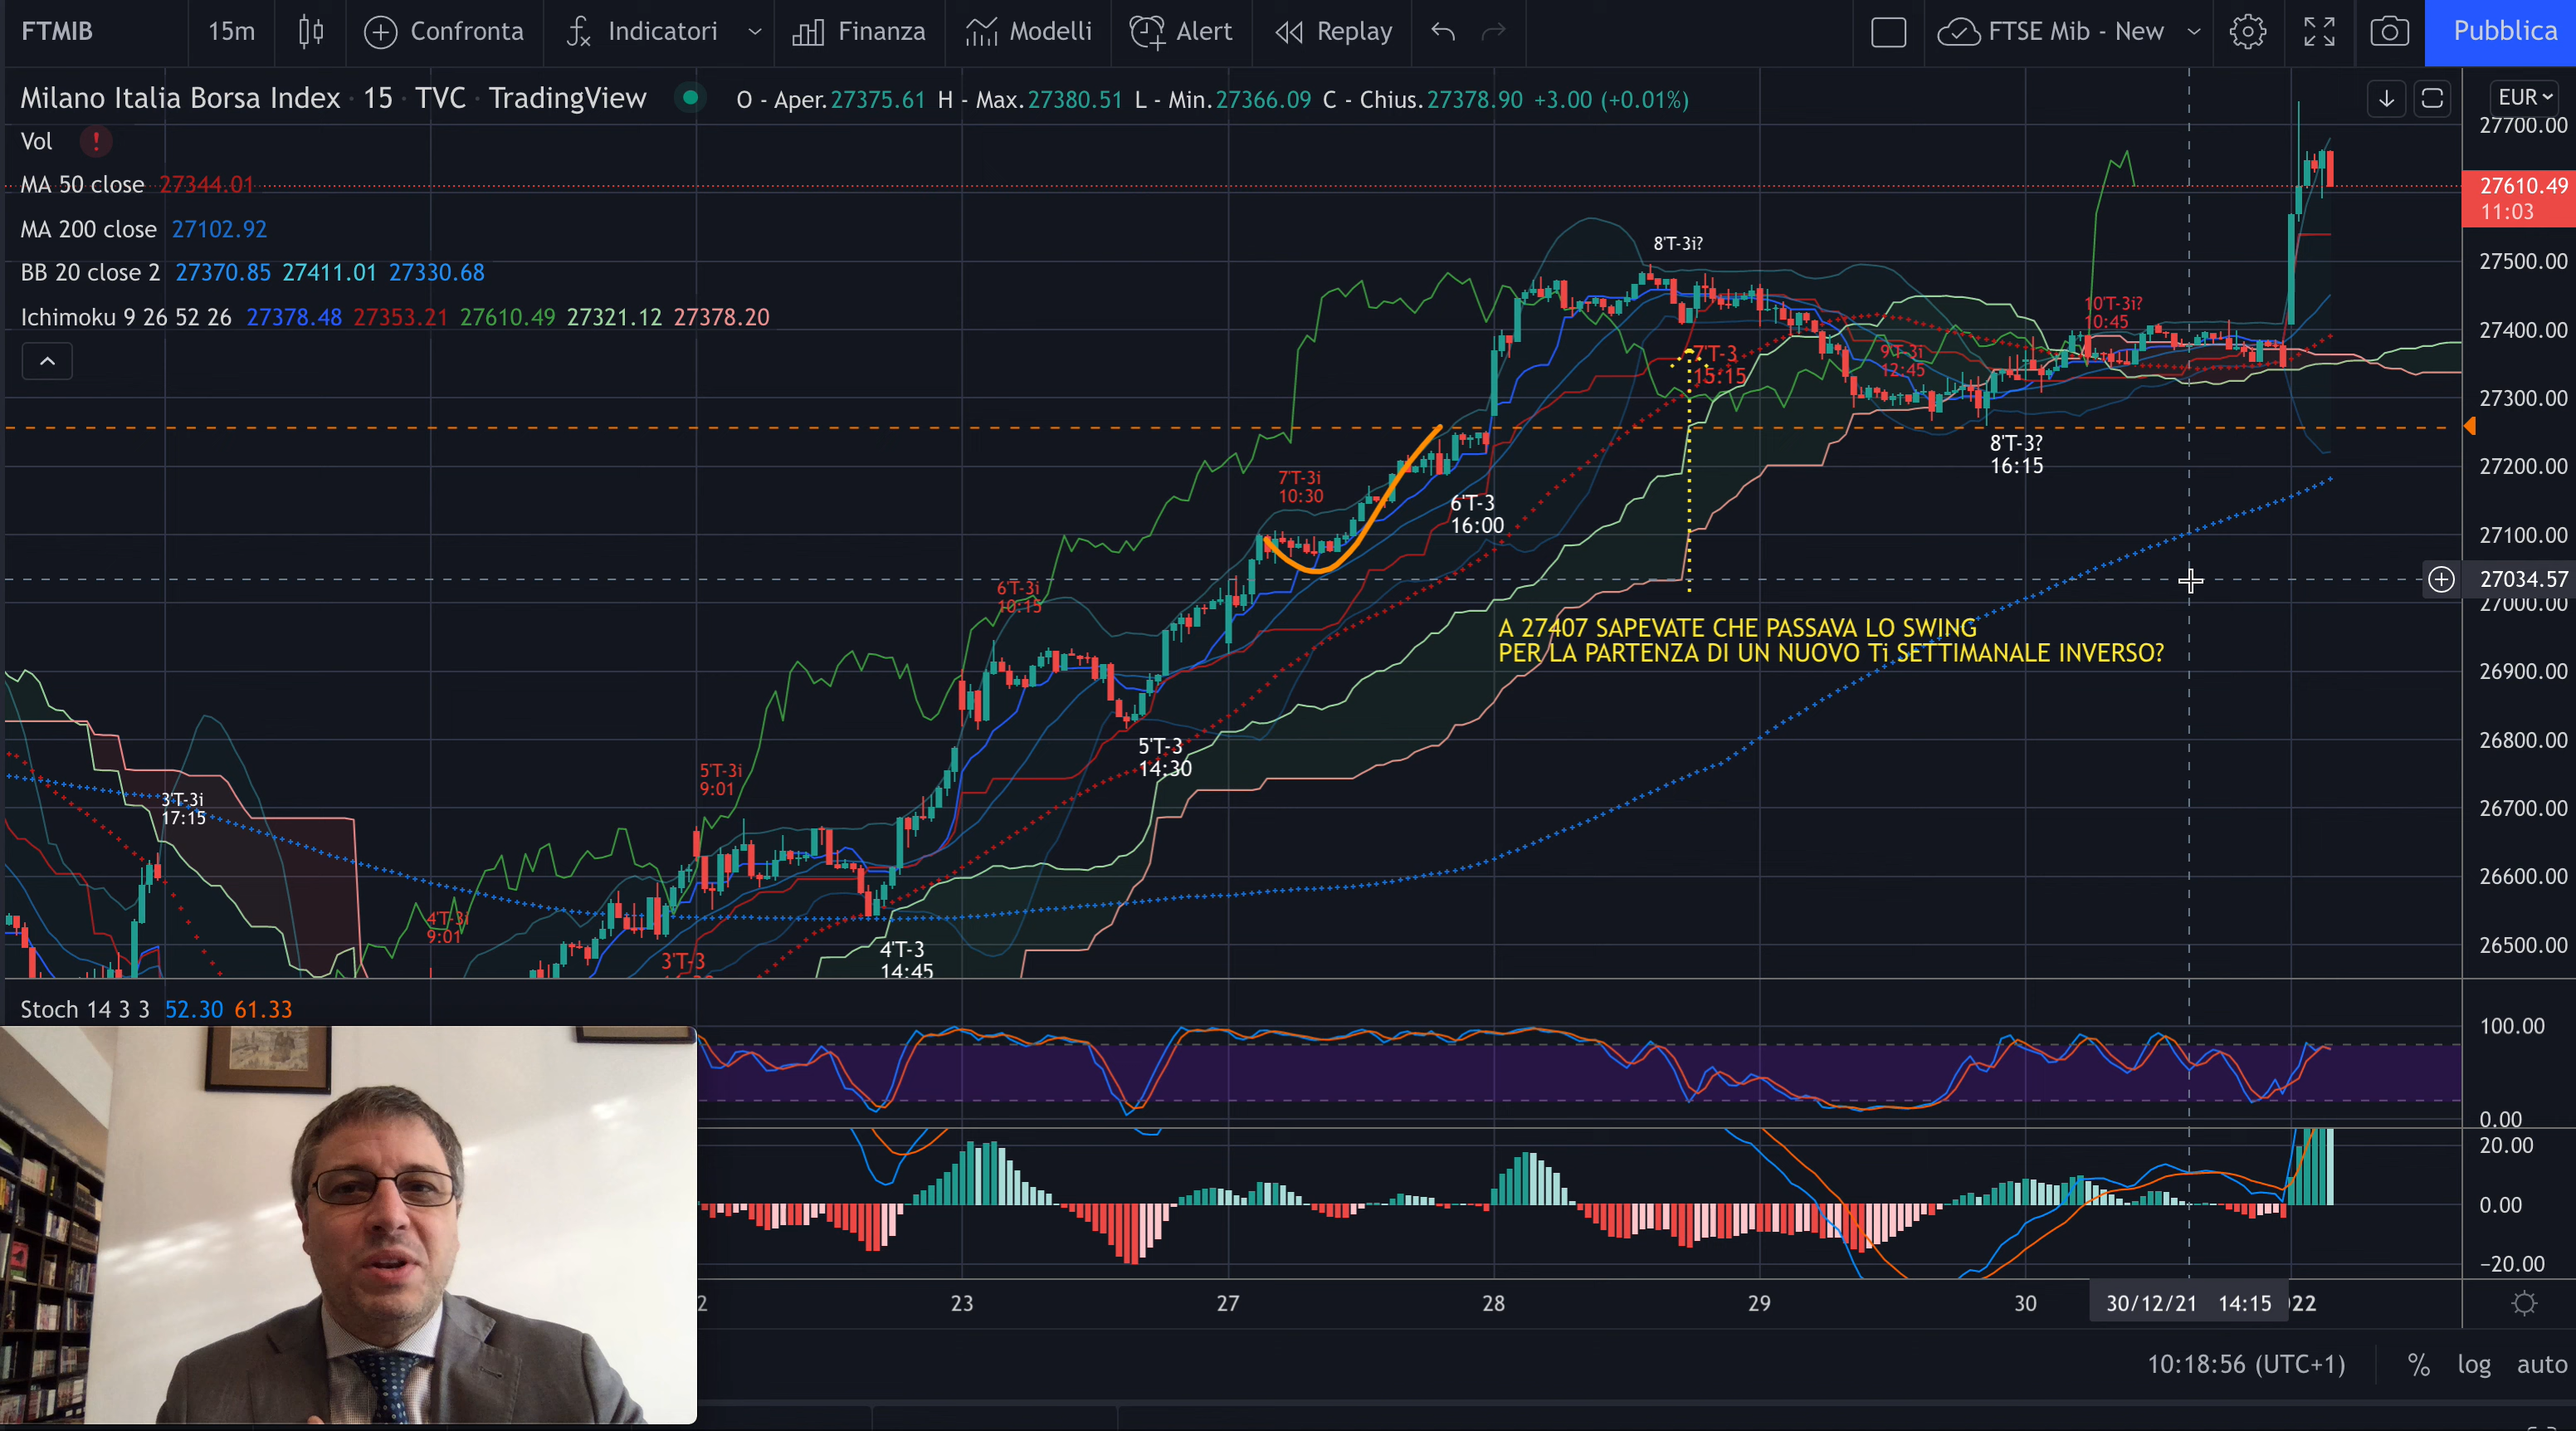 FTMIB 15m Confronta Indicatori Finanza Modelli Alert Replay FTSE Mib - New Pubblica
Milano Italia Borsa Index · 15 · TVC · TradingView O - Aper.27375.61 H - Max.27380.51 L - Min.27366.09 C - Chius.27378.90 +3.00 (+0.01%) EUR
Vol !
MA 50 close 27344.01
MA 200 close 27102.92
BB 20 close 2 27370.85 27411.01 27330.68
Ichimoku 9 26 52 26 27378.48 27353.21 27610.49 27321.12 27378.20
27700.00
27610.49
11:03
27500.00
27400.00
27300.00
27200.00
27100.00
27034.57
27000.00
26900.00
26800.00
26700.00
26600.00
26500.00
8'T-3i?
7'T-3
15:15
9'T-3i
12:45
10'T-3i?
10:45
8'T-3?
16:15
7'T-3i
10:30
6'T-3
16:00
6'T-3i
10:15
A 27407 SAPEVATE CHE PASSAVA LO SWING
PER LA PARTENZA DI UN NUOVO Ti SETTIMANALE INVERSO?
5'T-3
14:30
5'T-3i
9:01
3'T-3i
17:15
4'T-3i
9:01
4'T-3
14:45
3'T-3
Stoch 14 3 3 52.30 61.33
100.00
0.00
20.00
0.00
−20.00
2 23 27 28 29 30 30/12/21 14:15 22
10:18:56 (UTC+1) % log auto